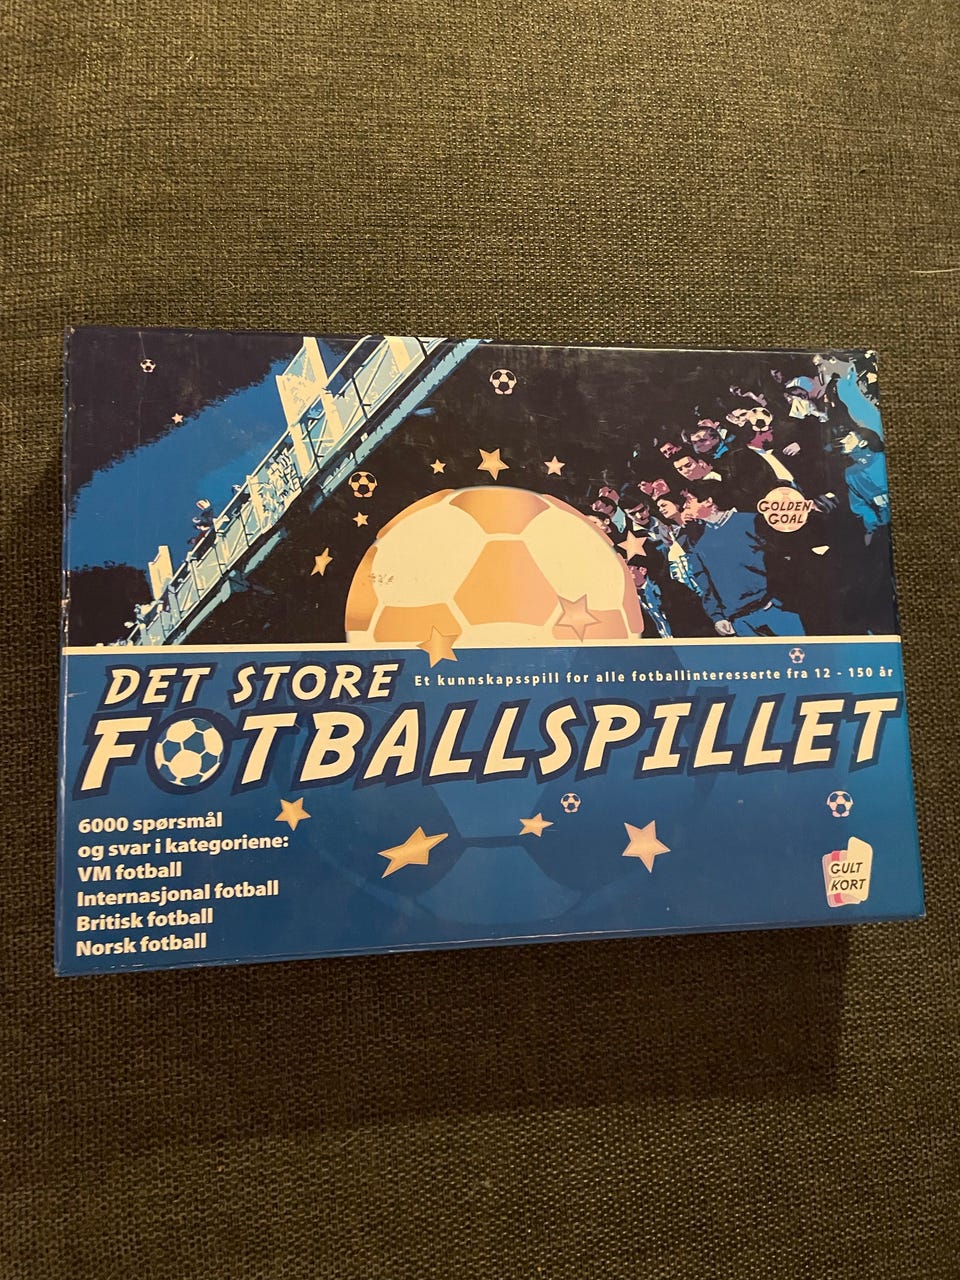 GOLDEN
GOAL
DET STORE
Et kunnskapsspill for alle fotballinteresserte fra 12 - 150 år
FOTBALLSPILLET
6000 spørsmål
og svar i kategoriene:
VM fotball
Internasjonal fotball
Britisk fotball
Norsk fotball
GULT
KORT